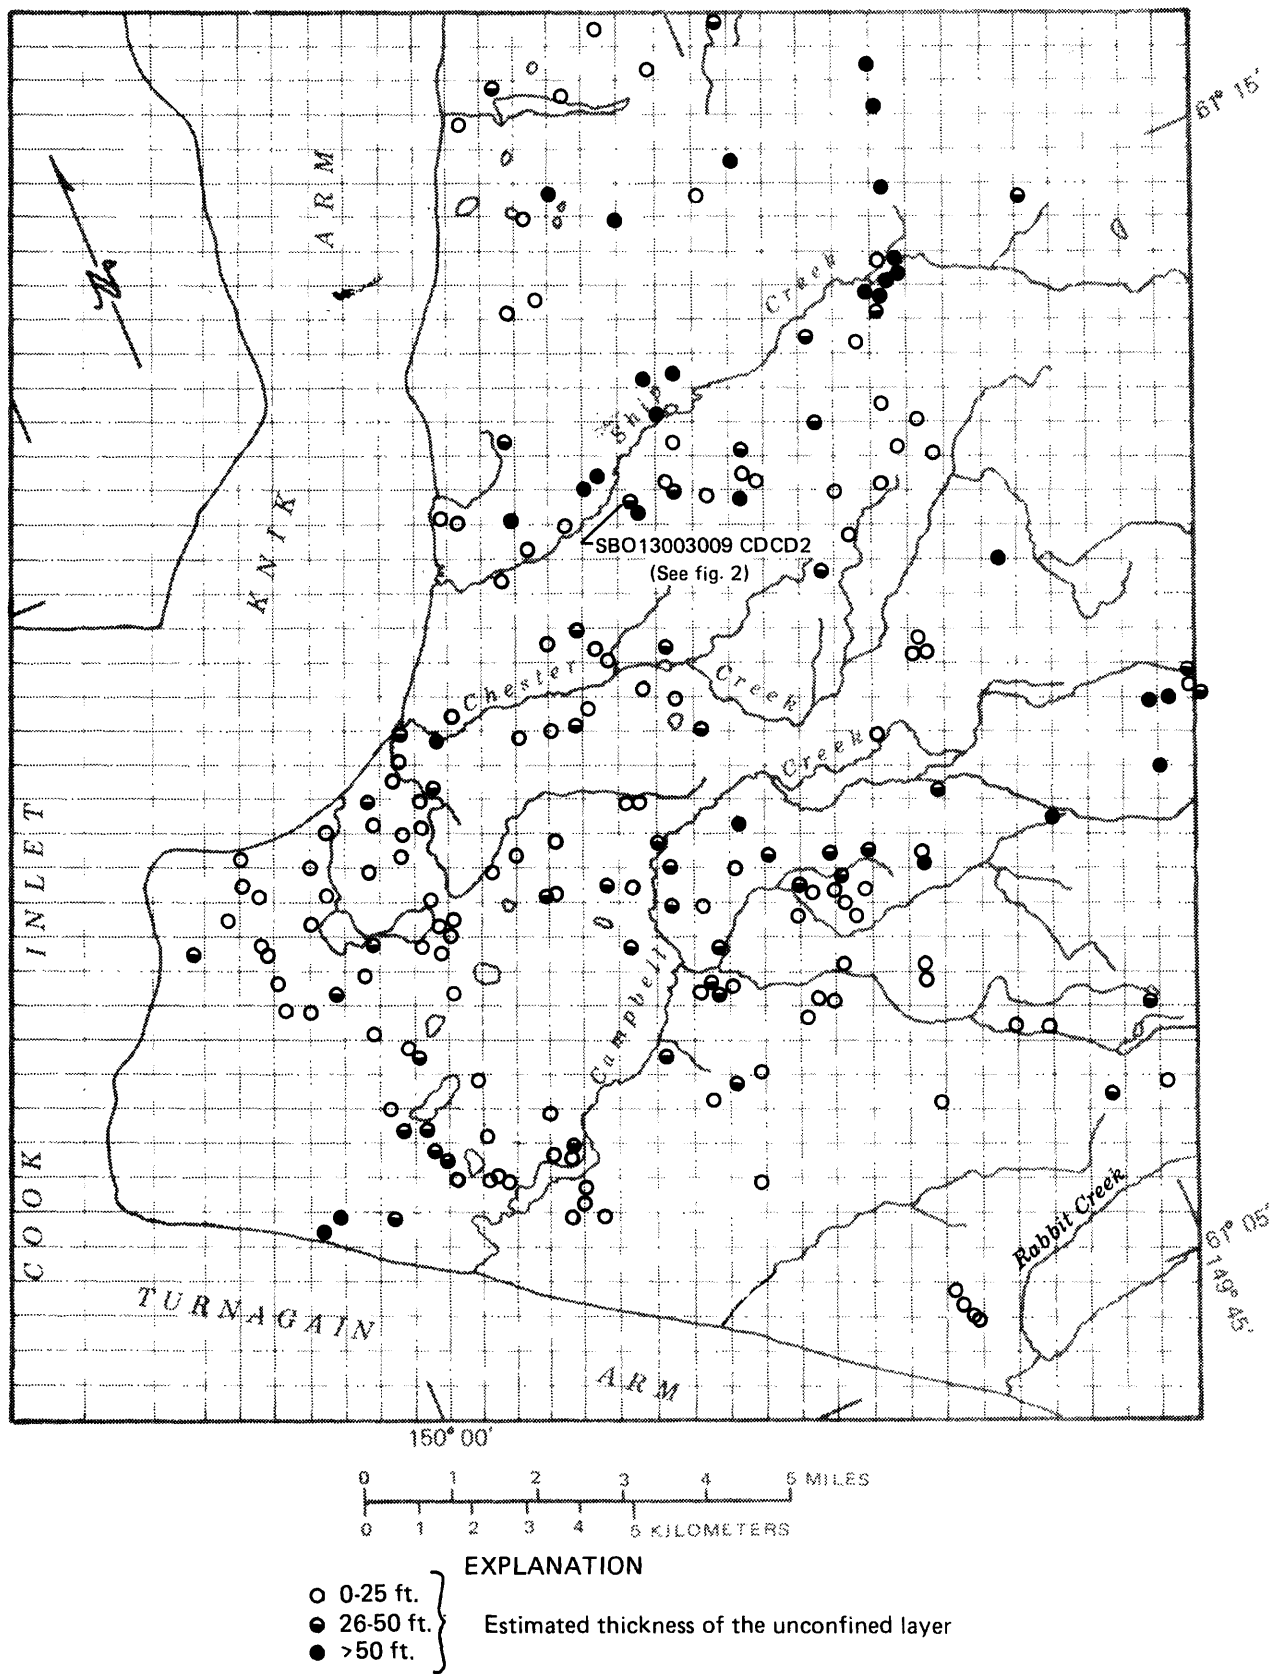 61° 15'
ARM
N
Creek
Ship
KNIK
SBO13003009 CDCD2
(See fig. 2)
Chester
Creek
Creek
INLET
Campbell
COOK
Rabbit Creek
61° 05'
149° 45'
TURNAGAIN
ARM
150° 00'
0 1 2 3 4 5 MILES
0 1 2 3 4 5 KILOMETERS
EXPLANATION
0-25 ft.
26-50 ft.
Estimated thickness of the unconfined layer
>50 ft.